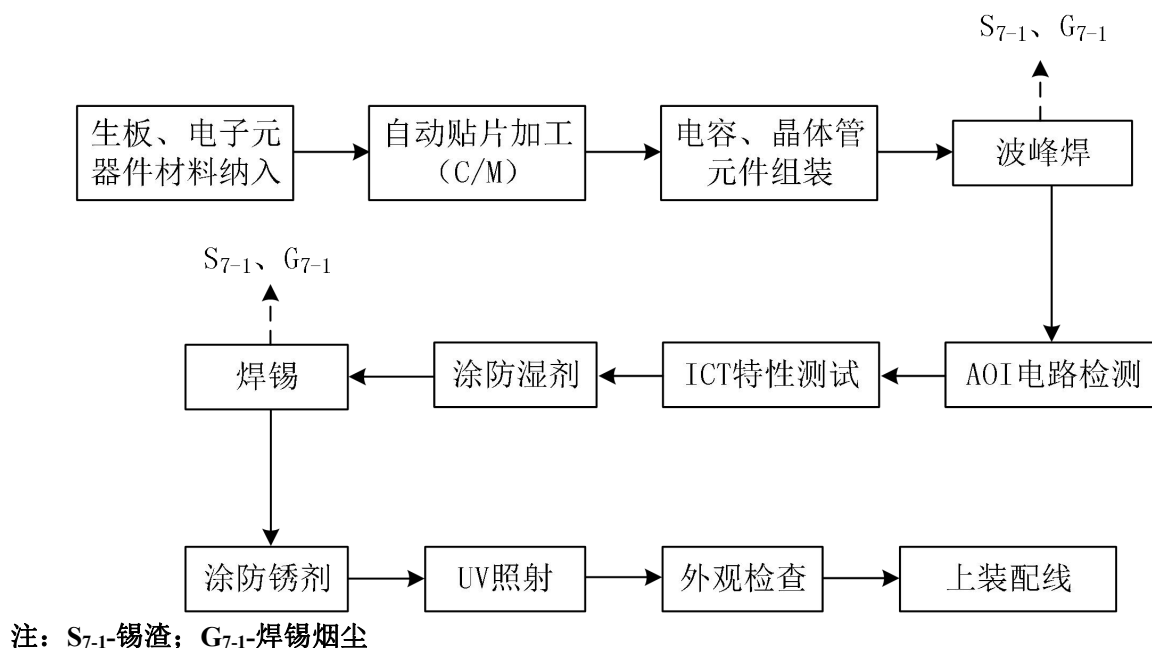 S7-1、G7-1
生板、电子元
器件材料纳入
自动贴片加工
（C/M）
电容、晶体管
元件组装
波峰焊
S7-1、G7-1
焊锡
涂防湿剂
ICT特性测试
AOI电路检测
涂防锈剂
UV照射
外观检查
上装配线
注：S7-1-锡渣；G7-1-焊锡烟尘